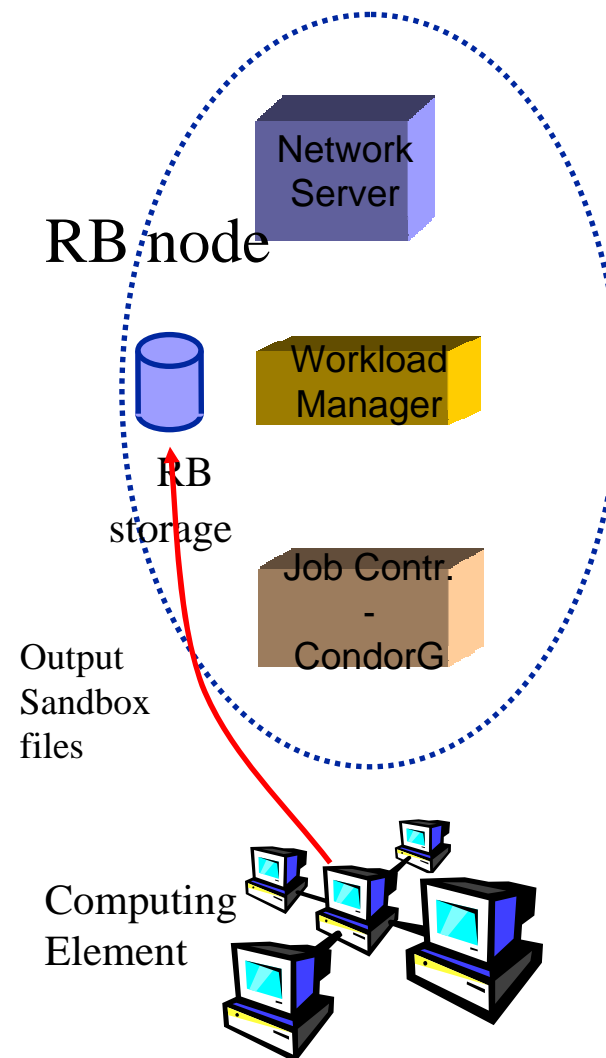 Network
Server
RB node
Workload
Manager
RB
storage
Job Contr.
-
CondorG
Output
Sandbox
files
Computing
Element